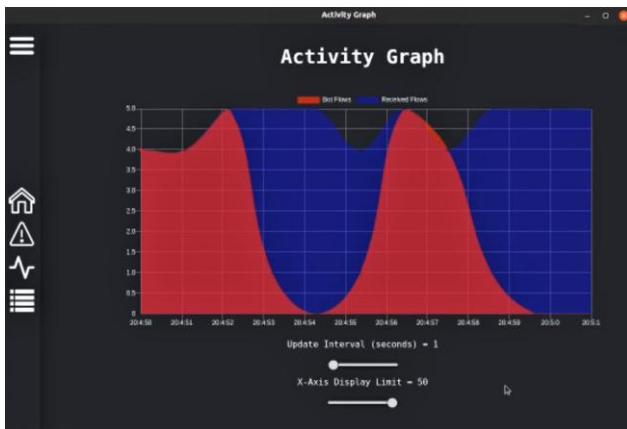 Activity Graph
Activity Graph
Bot Flows Received Flows
5.0
4.5
4.0
3.5
3.0
2.5
2.0
1.5
1.0
0.5
0
20:4:50 20:4:51 20:4:52 20:4:53 20:4:54 20:4:55 20:4:56 20:4:57 20:4:58 20:4:59 20:5:0 20:5:1
Update Interval (seconds) = 1
X-Axis Display Limit = 50